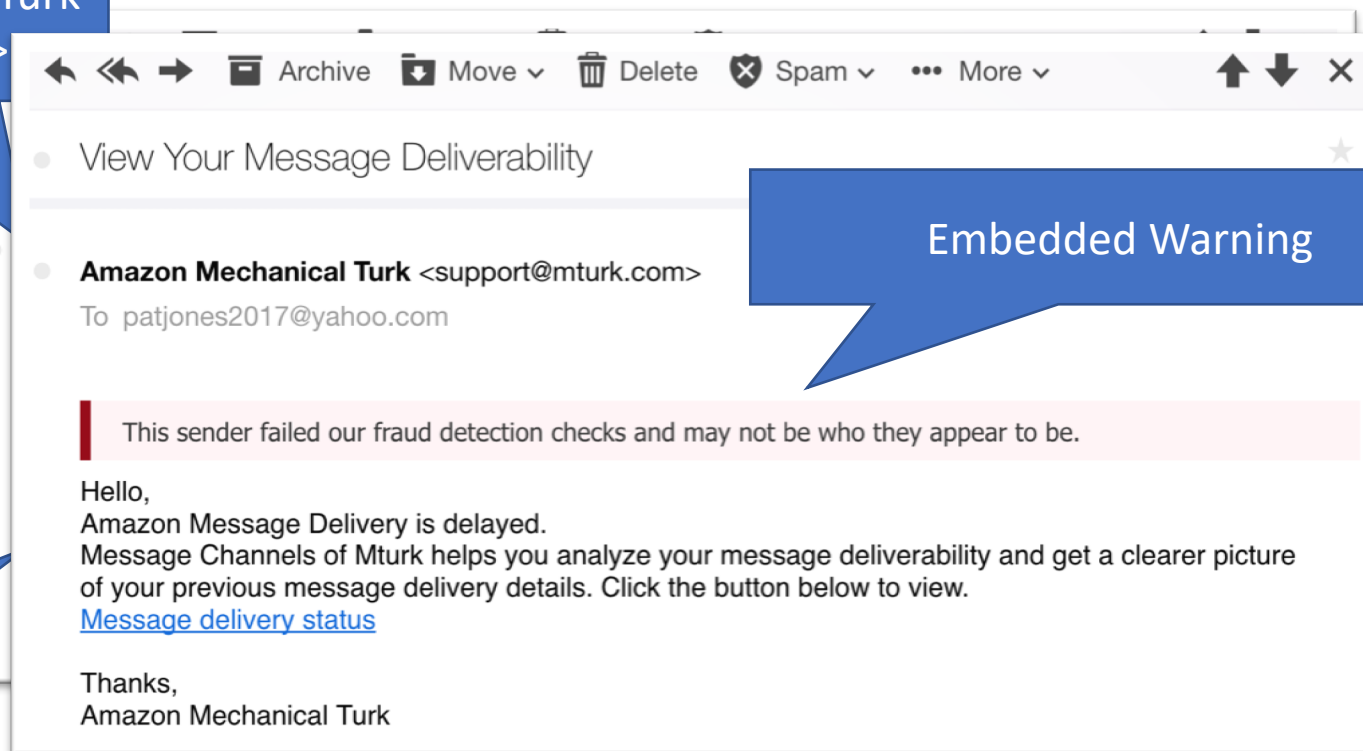 Archive Move Delete Spam More
View Your Message Deliverability
Embedded Warning
Amazon Mechanical Turk <support@mturk.com>
To patjones2017@yahoo.com
This sender failed our fraud detection checks and may not be who they appear to be.
Hello,
Amazon Message Delivery is delayed.
Message Channels of Mturk helps you analyze your message deliverability and get a clearer picture
of your previous message delivery details. Click the button below to view.
Message delivery status
Thanks,
Amazon Mechanical Turk